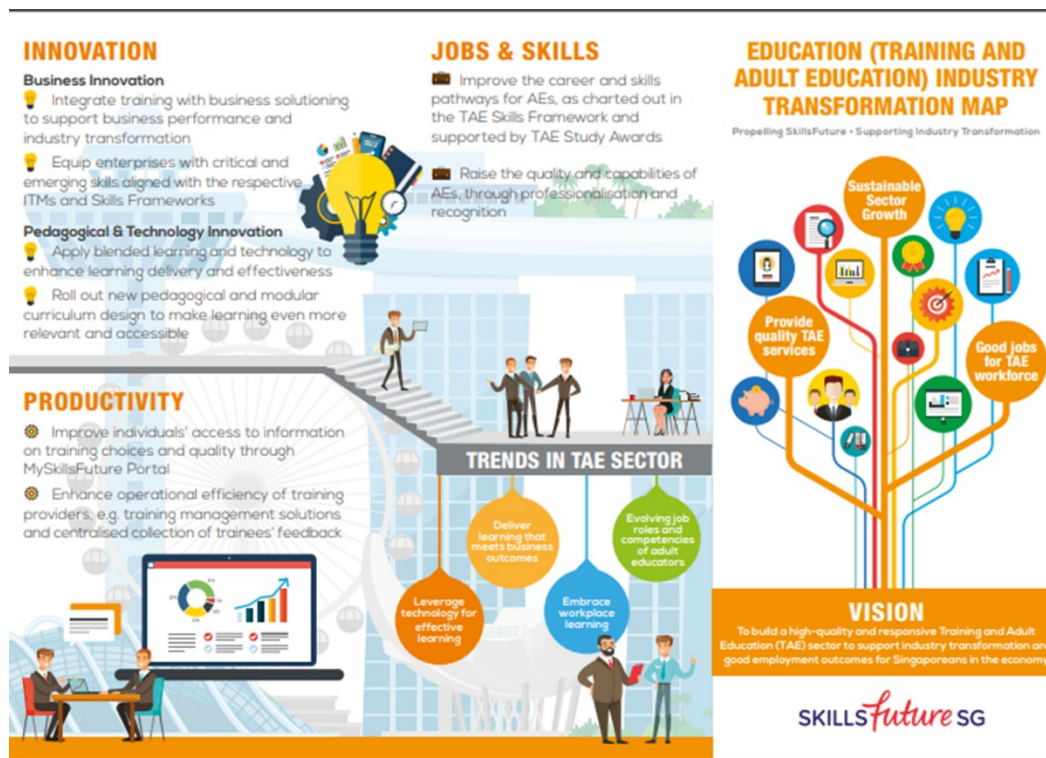 INNOVATION
Business Innovation
Integrate training with business solutioning
to support business performance and
industry transformation
Equip enterprises with critical and
emerging skills aligned with the respective
ITMs and Skills Frameworks
Pedagogical & Technology Innovation
Apply blended learning and technology to
enhance learning delivery and effectiveness
Roll out new pedagogical and modular
curriculum design to make learning even more
relevant and accessible
PRODUCTIVITY
Improve individuals' access to information
on training choices and quality through
MySkillsFuture Portal
Enhance operational efficiency of training
providers, e.g. training management solutions
and centralised collection of trainees' feedback
JOBS & SKILLS
Improve the career and skills
pathways for AEs, as charted out in
the TAE Skills Framework and
supported by TAE Study Awards
Raise the quality and capabilities of
AEs, through professionalisation and
recognition
TRENDS IN TAE SECTOR
Leverage
technology for
effective
learning
Deliver
learning that
meets business
outcomes
Embrace
workplace
learning
Evolving job
roles and
competencies
of adult
educators
EDUCATION (TRAINING AND
ADULT EDUCATION) INDUSTRY
TRANSFORMATION MAP
Propelling SkillsFuture • Supporting Industry Transformation
Sustainable
Sector
Growth
Provide
quality TAE
services
Good jobs
for TAE
workforce
VISION
To build a high-quality and responsive Training and Adult
Education (TAE) sector to support industry transformation and
good employment outcomes for Singaporeans in the economy
SKILLS future SG